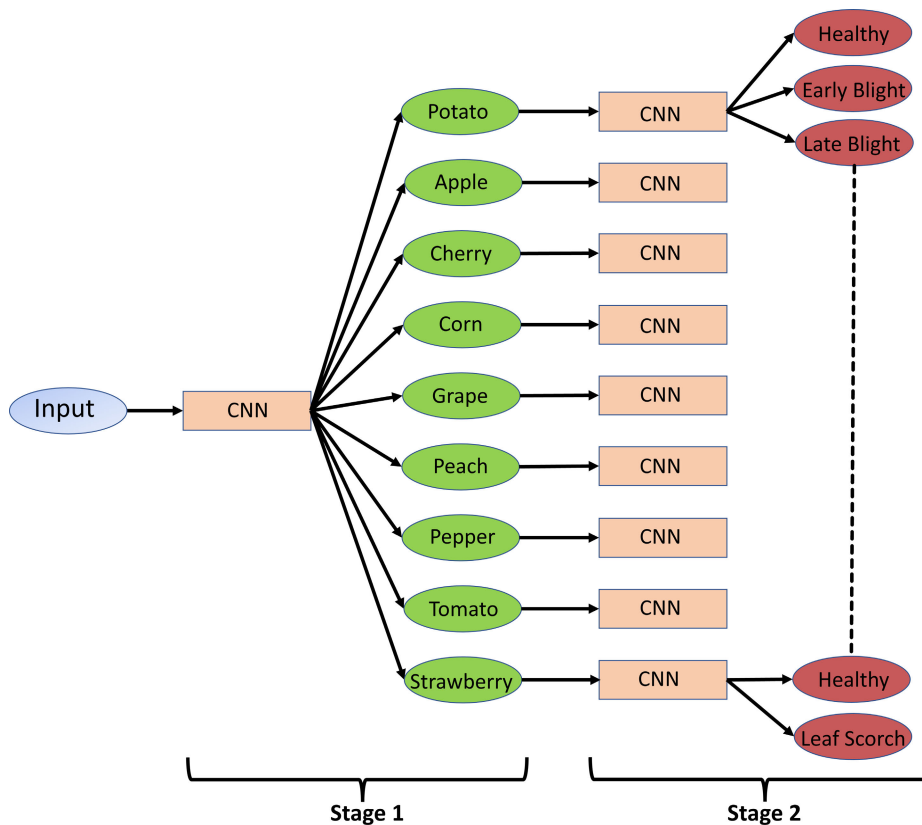 Healthy
Early Blight
Late Blight
Potato
CNN
Apple
CNN
Cherry
CNN
Corn
CNN
Grape
CNN
Input
CNN
Peach
CNN
Pepper
CNN
Tomato
CNN
Strawberry
CNN
Healthy
Leaf Scorch
Stage 1
Stage 2